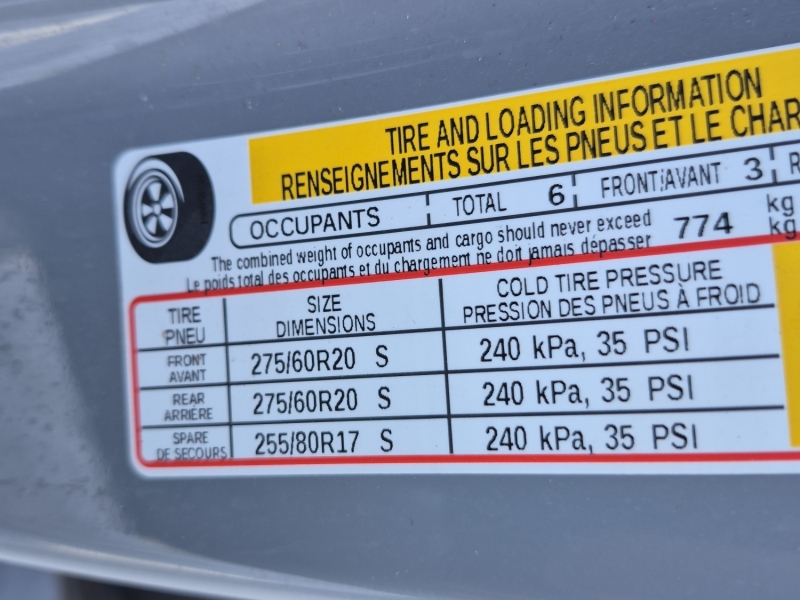 TIRE AND LOADING INFORMATION
RENSEIGNEMENTS SUR LES PNEUS ET LE CHAR
OCCUPANTS TOTAL 6 FRONT/AVANT 3 R
The combined weight of occupants and cargo should never exceed 774 kg
Le poids total des occupants et du chargement ne doit jamais dépasser kg
TIRE SIZE COLD TIRE PRESSURE
PNEU DIMENSIONS PRESSION DES PNEUS À FROID
FRONT
AVANT 275/60R20 S 240 kPa, 35 PSI
REAR
ARRIÈRE 275/60R20 S 240 kPa, 35 PSI
SPARE
DE SECOURS 255/80R17 S 240 kPa, 35 PSI